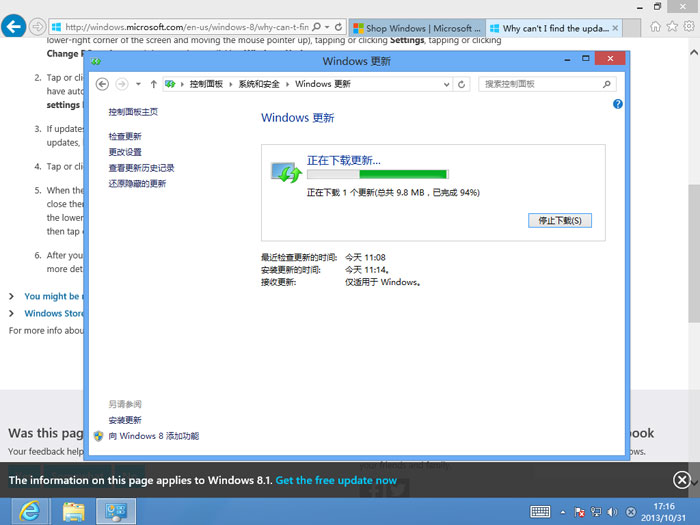 http://windows.microsoft.com/en-us/windows-8/why-can-t-fin
Shop Windows | Microsoft ...
Why can't I find the upda...
lower-right corner of the screen and moving the mouse pointer up), tapping or clicking Settings, tapping or clicking
Windows 更新
控制面板
系统和安全
Windows 更新
搜索控制面板
2. Tap or cli
have auto
settings
3. If updates
updates,
4. Tap or cli
5. When the
close then
the lower
then tap
6. After you
more det
You might be
Windows Store
For more info abou
控制面板主页
检查更新
更改设置
查看更新历史记录
还原隐藏的更新
Windows 更新
正在下载更新...
正在下载 1 个更新(总共 9.8 MB，已完成 94%)
停止下载(S)
最近检查更新的时间: 今天 11:08
安装更新的时间: 今天 11:14。
接收更新: 仅适用于 Windows。
另请参阅
安装更新
向 Windows 8 添加功能
Was this pag
book
Your feedback help
ows.
your friends and family.
The information on this page applies to Windows 8.1. Get the free update now
17:16
2013/10/31